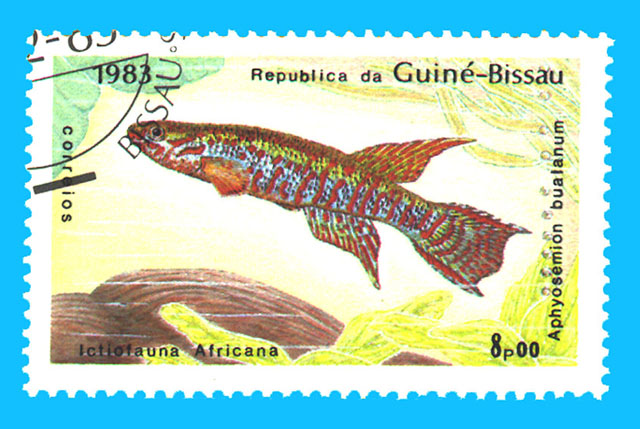 1983
Republica da Guiné-Bissau
BISSAU
correios
Aphyosemion bualanum
Ictiofauna Africana
8P00